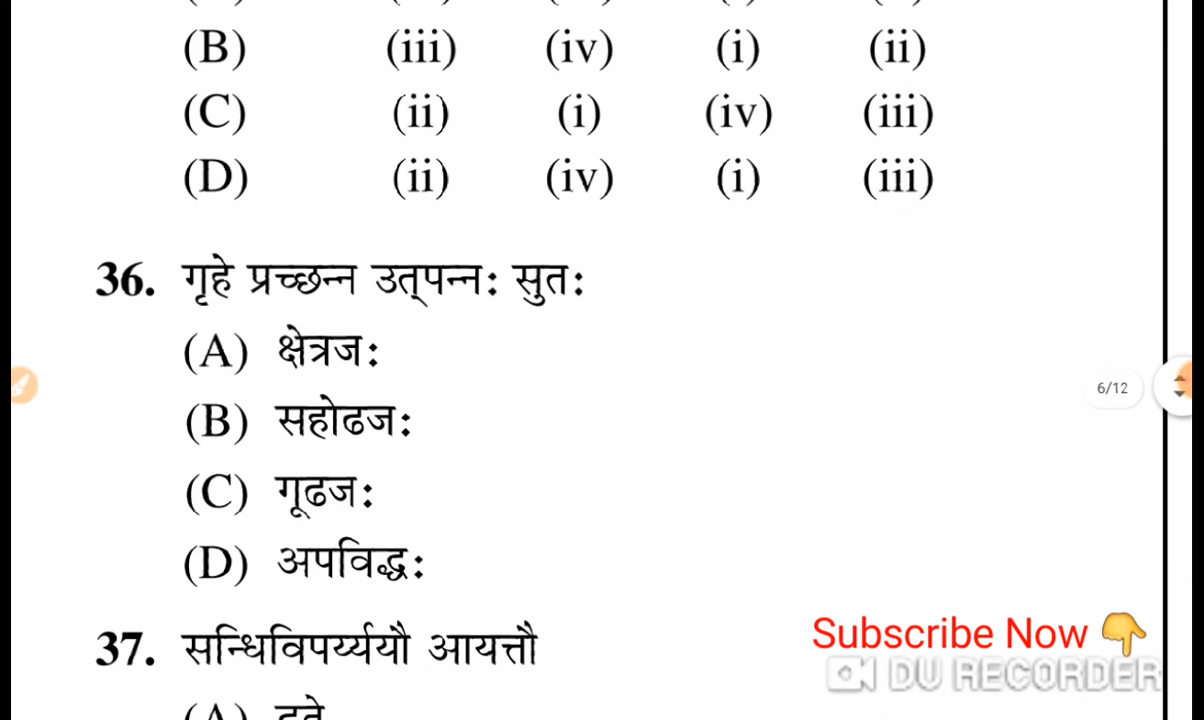 (B) (iii) (iv) (i) (ii)
(C) (ii) (i) (iv) (iii)
(D) (ii) (iv) (i) (iii)
36. गृहे प्रच्छन्न उत्‌पन्नः सुतः
(A) क्षेत्रजः
(B) सहोढजः
(C) गूढजः
(D) अपविद्धः
6/12
37. सन्धिविपर्य्ययौ आयत्तौ
Subscribe Now 👇
DU RECORDER
(A) दूते